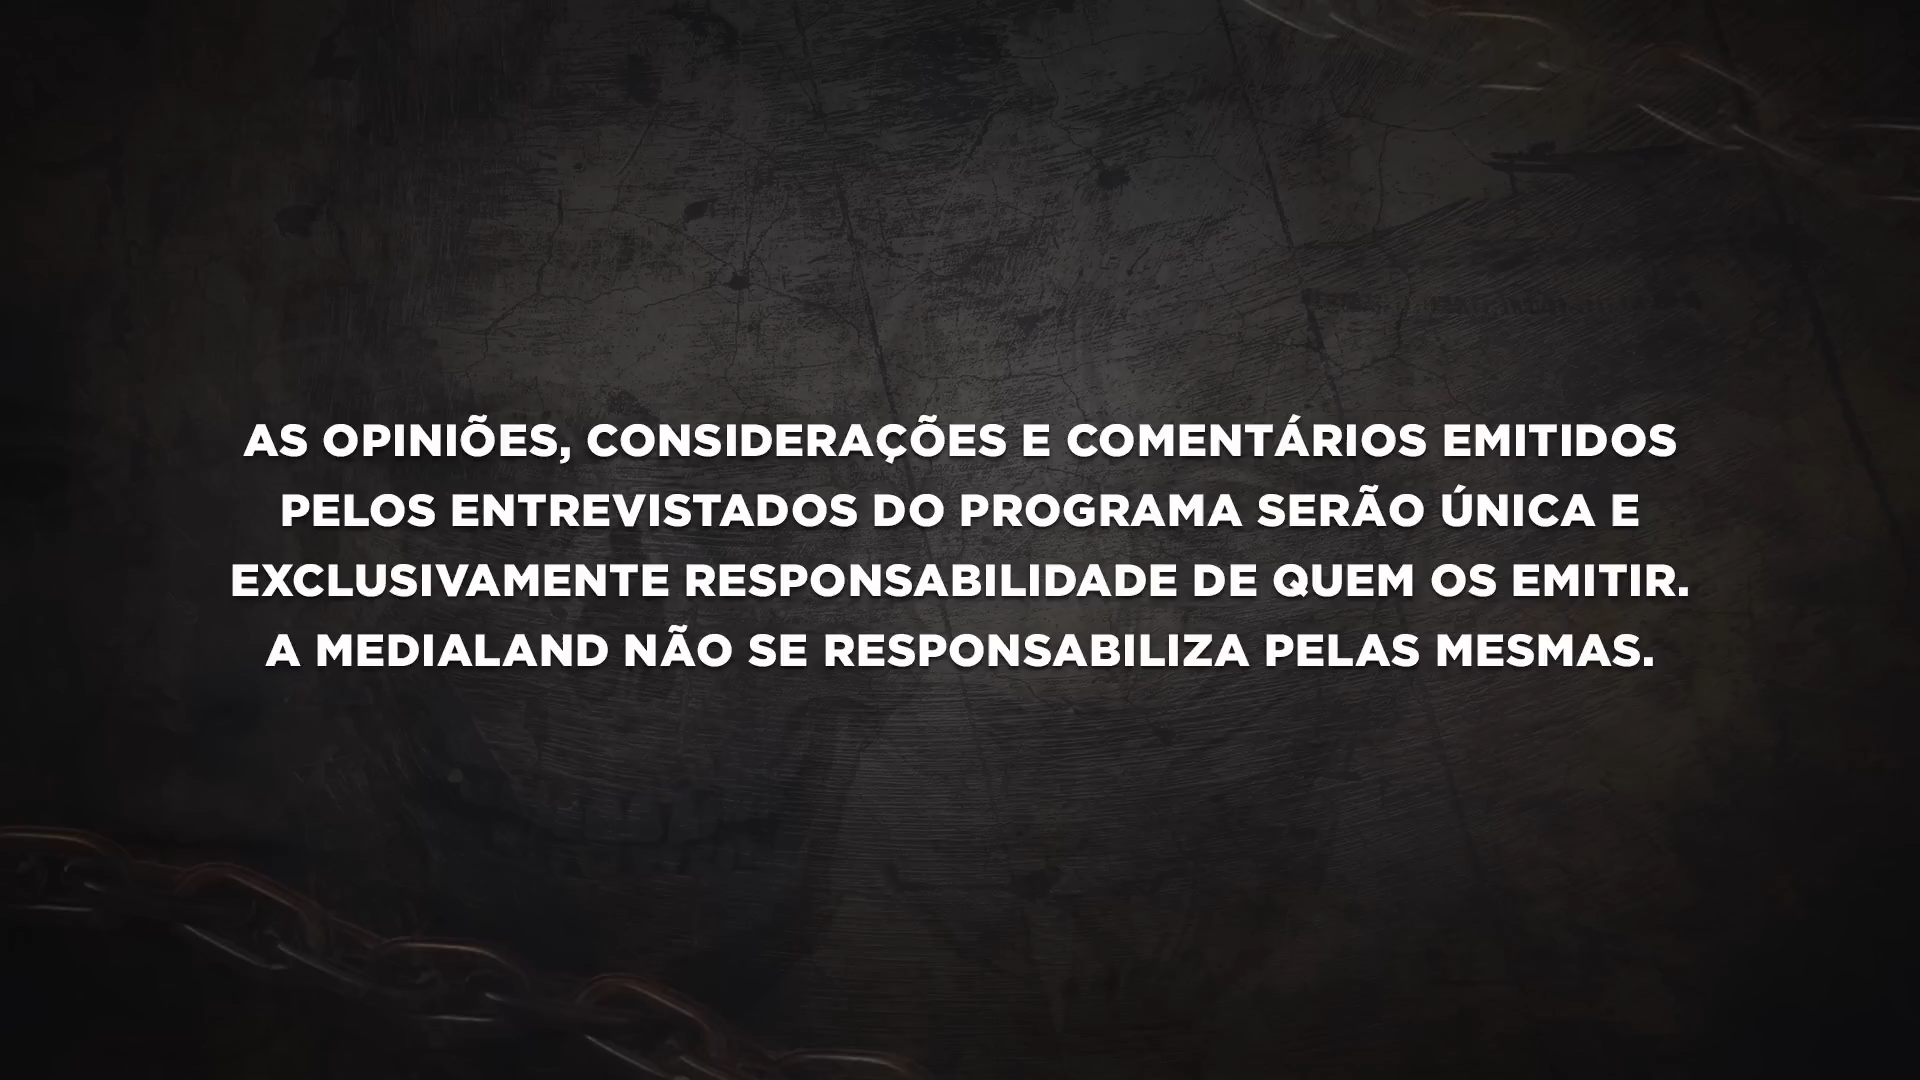 AS OPINIÕES, CONSIDERAÇÕES E COMENTÁRIOS EMITIDOS
PELOS ENTREVISTADOS DO PROGRAMA SERÃO ÚNICA E
EXCLUSIVAMENTE RESPONSABILIDADE DE QUEM OS EMITIR.
A MEDIALAND NÃO SE RESPONSABILIZA PELAS MESMAS.